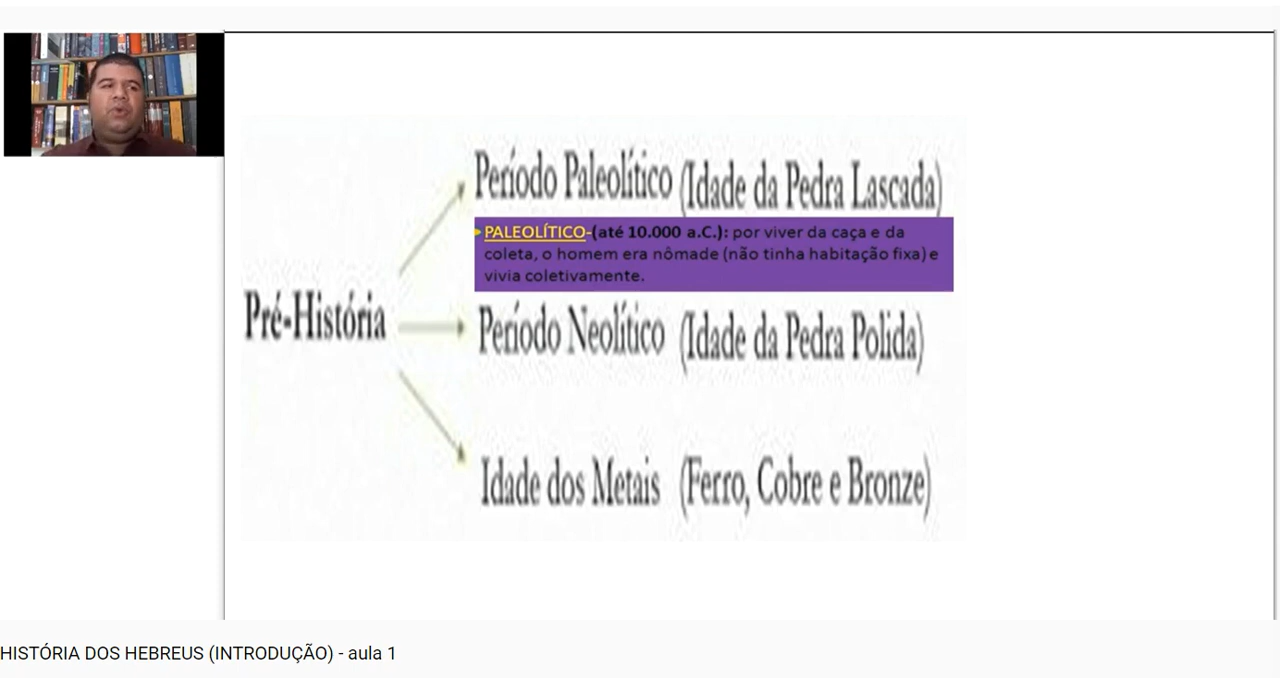 Período Paleolítico (Idade da Pedra Lascada)
PALEOLÍTICO-(até 10.000 a.C.): por viver da caça e da
coleta, o homem era nômade (não tinha habitação fixa) e
vivia coletivamente.
Pré-História
Período Neolítico (Idade da Pedra Polida)
Idade dos Metais (Ferro, Cobre e Bronze)
HISTÓRIA DOS HEBREUS (INTRODUÇÃO) - aula 1